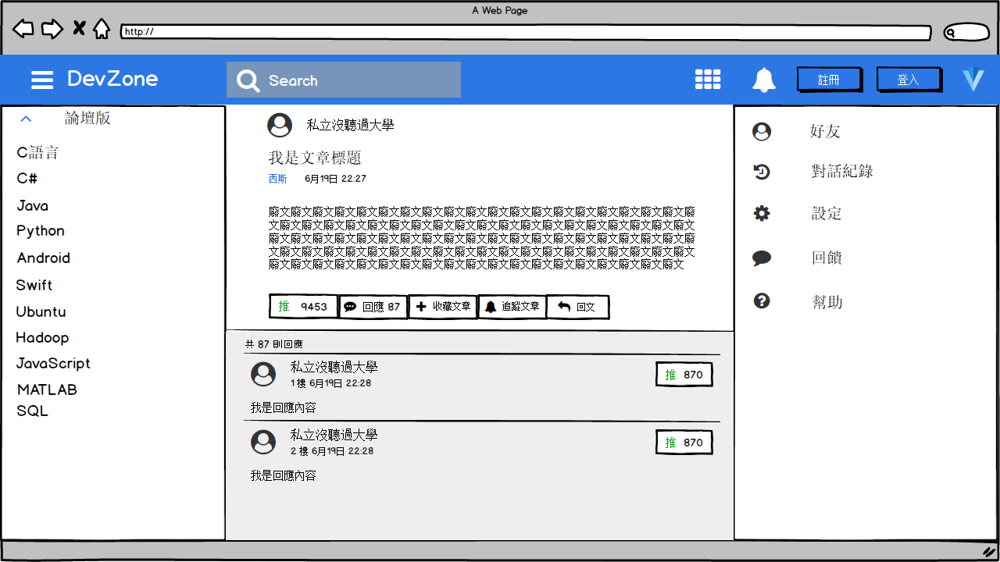 A Web Page
http://
DevZone
Search
註冊
登入
論壇版
C語言
C#
Java
Python
Android
Swift
Ubuntu
Hadoop
JavaScript
MATLAB
SQL
私立沒聽過大學
我是文章標題
西斯 6月19日 22:27
廢文廢文廢文廢文廢文廢文廢文廢文廢文廢文廢文廢文廢文廢文廢文廢文廢文廢文廢文廢
文廢文廢文廢文廢文廢文廢文廢文廢文廢文廢文廢文廢文廢文廢文廢文廢文廢文廢文廢文
廢文廢文廢文廢文廢文廢文廢文廢文廢文廢文廢文廢文廢文廢文廢文廢文廢文廢文廢文廢
文廢文廢文廢文廢文廢文廢文廢文廢文廢文廢文廢文廢文廢文廢文廢文廢文廢文廢文廢文
廢文廢文廢文廢文廢文廢文廢文廢文廢文廢文廢文廢文廢文廢文廢文廢文廢文廢文廢文
推 9453
回應 87
收藏文章
追蹤文章
回文
共 87 則回應
私立沒聽過大學
1 樓 6月19日 22:28
推 870
我是回應內容
私立沒聽過大學
2 樓 6月19日 22:28
推 870
我是回應內容
好友
對話紀錄
設定
回饋
幫助